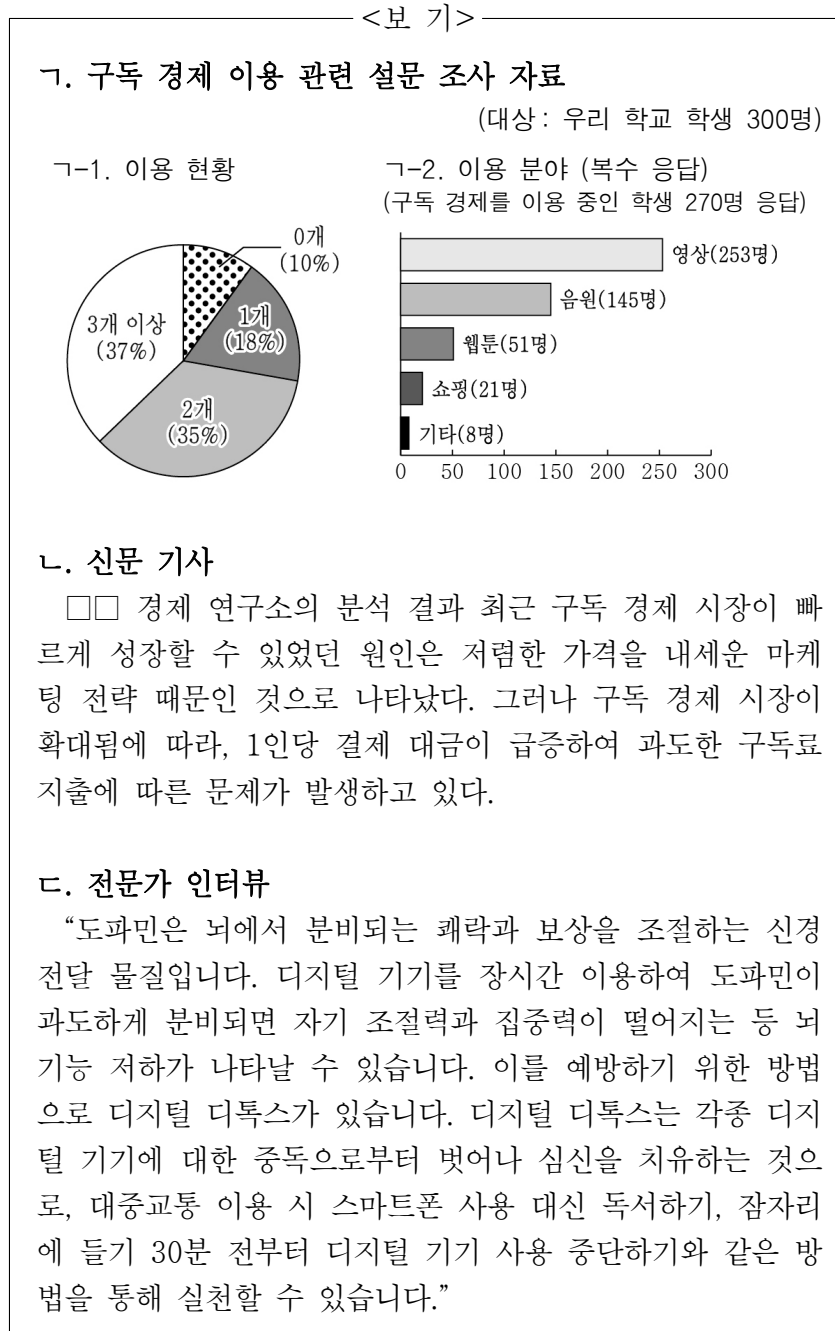 <보 기>
ㄱ. 구독 경제 이용 관련 설문 조사 자료
(대상 : 우리 학교 학생 300명)
ㄱ-1. 이용 현황
0개
(10%)
1개
(18%)
2개
(35%)
3개 이상
(37%)
ㄱ-2. 이용 분야 (복수 응답)
(구독 경제를 이용 중인 학생 270명 응답)
영상(253명)
음원(145명)
웹툰(51명)
쇼핑(21명)
기타(8명)
0 50 100 150 200 250 300
ㄴ. 신문 기사
□□ 경제 연구소의 분석 결과 최근 구독 경제 시장이 빠
르게 성장할 수 있었던 원인은 저렴한 가격을 내세운 마케
팅 전략 때문인 것으로 나타났다. 그러나 구독 경제 시장이
확대됨에 따라, 1인당 결제 대금이 급증하여 과도한 구독료
지출에 따른 문제가 발생하고 있다.
ㄷ. 전문가 인터뷰
“도파민은 뇌에서 분비되는 쾌락과 보상을 조절하는 신경
전달 물질입니다. 디지털 기기를 장시간 이용하여 도파민이
과도하게 분비되면 자기 조절력과 집중력이 떨어지는 등 뇌
기능 저하가 나타날 수 있습니다. 이를 예방하기 위한 방법
으로 디지털 디톡스가 있습니다. 디지털 디톡스는 각종 디지
털 기기에 대한 중독으로부터 벗어나 심신을 치유하는 것으
로, 대중교통 이용 시 스마트폰 사용 대신 독서하기, 잠자리
에 들기 30분 전부터 디지털 기기 사용 중단하기와 같은 방
법을 통해 실천할 수 있습니다.”